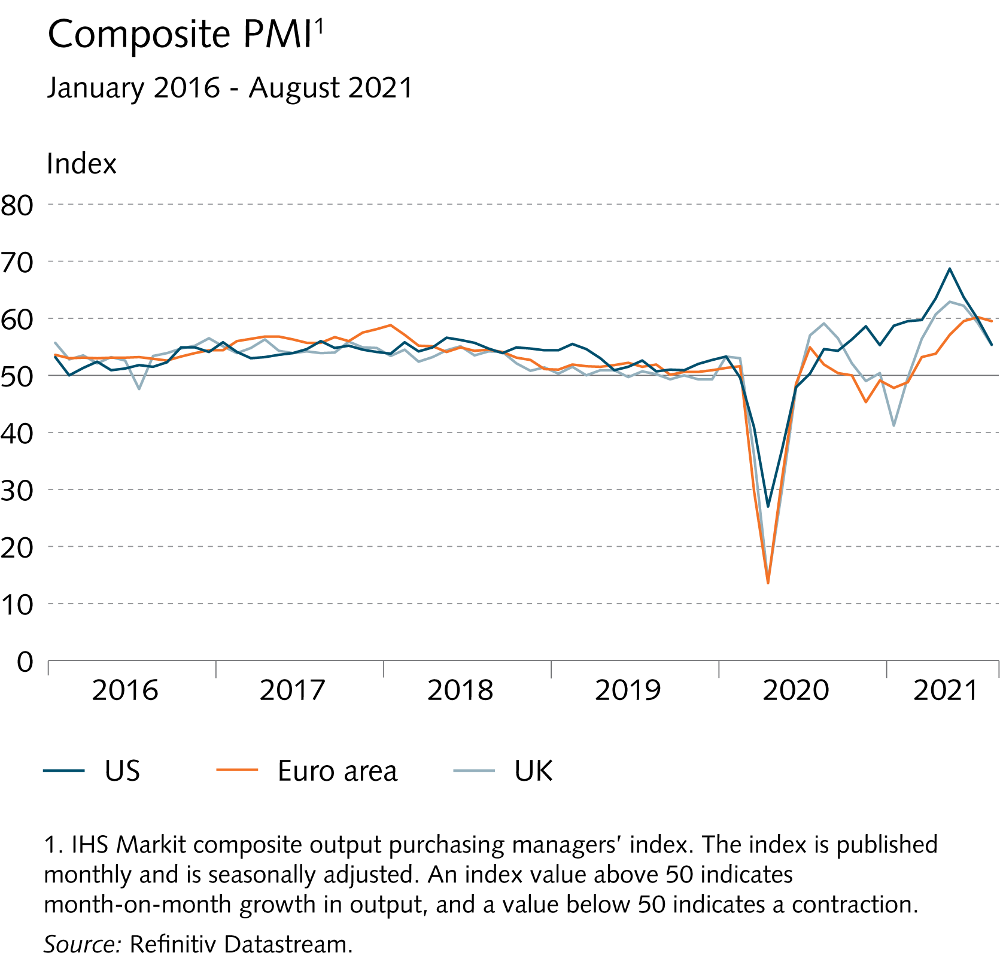 Composite PMI¹
January 2016 - August 2021
Index
80
70
60
50
40
30
20
10
0
2016 2017 2018 2019 2020 2021
US Euro area UK
1. IHS Markit composite output purchasing managers’ index. The index is published
monthly and is seasonally adjusted. An index value above 50 indicates
month-on-month growth in output, and a value below 50 indicates a contraction.
Source: Refinitiv Datastream.